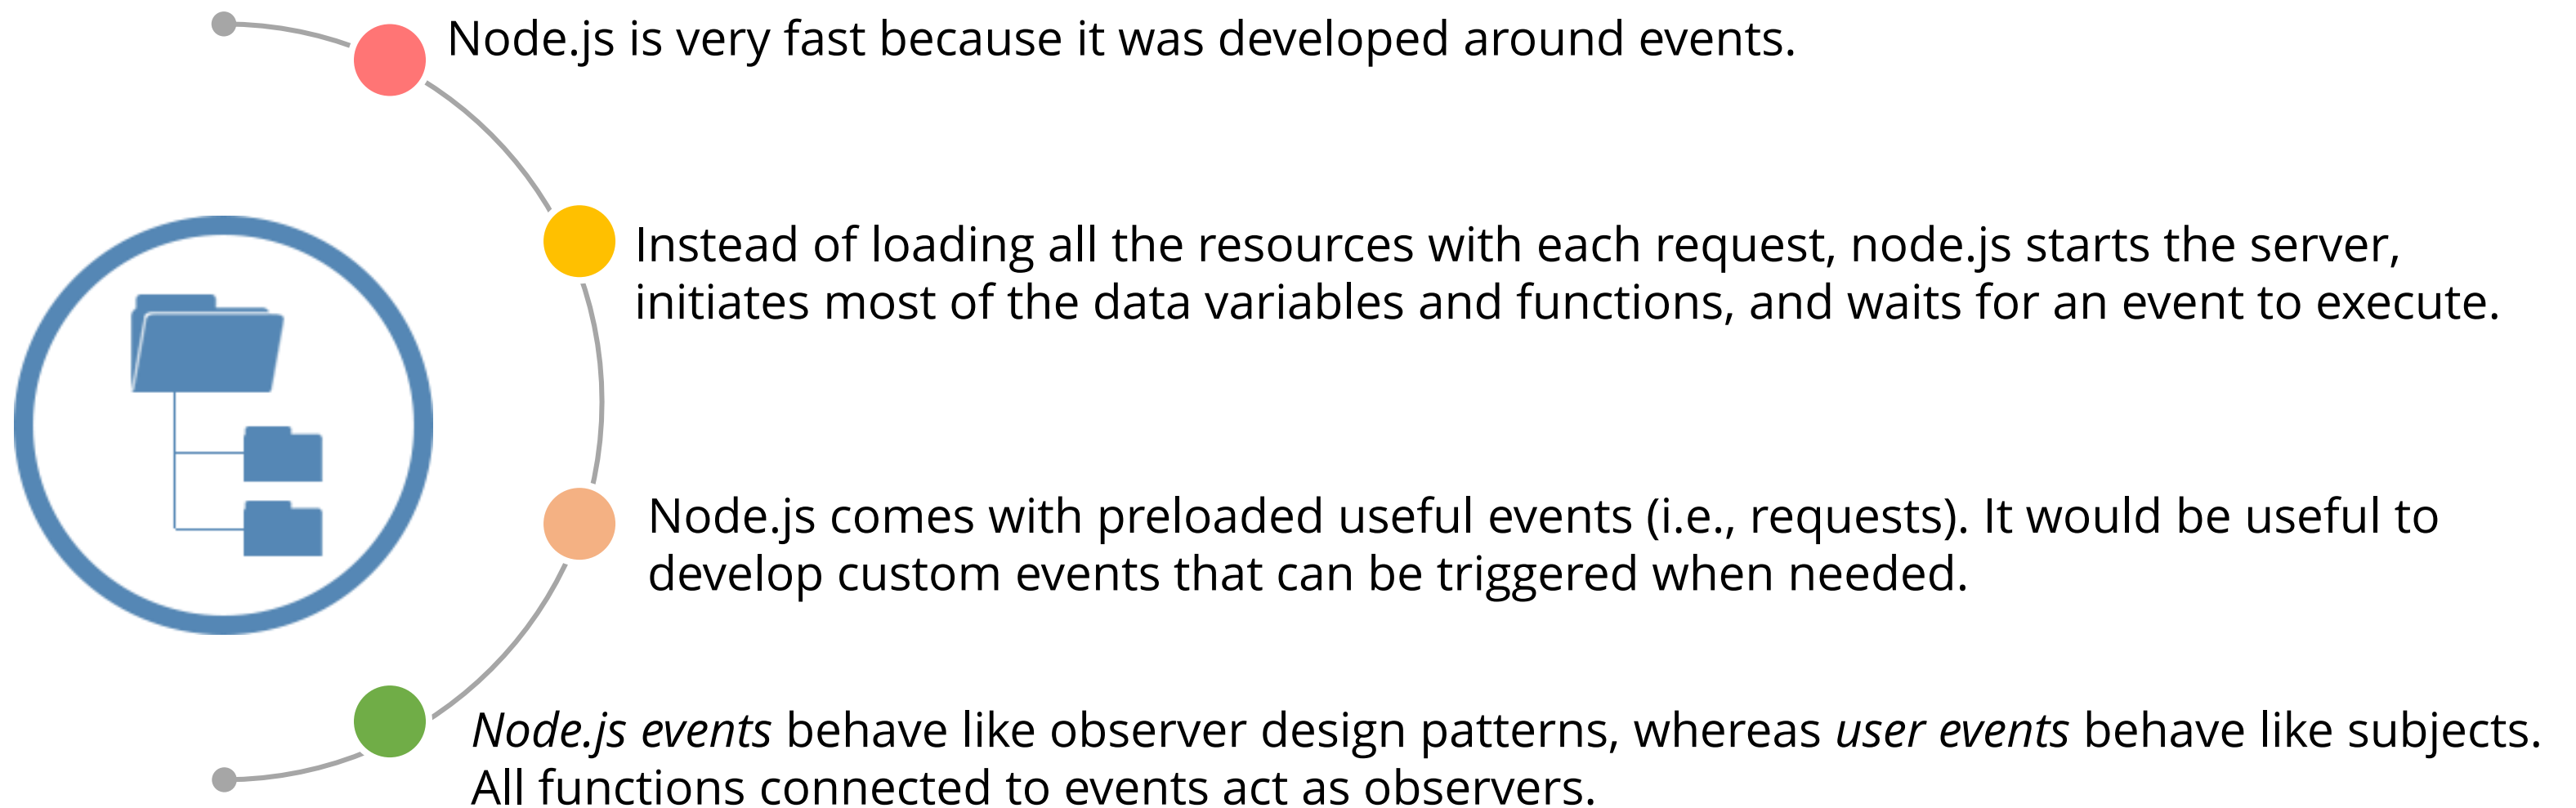 Node.js is very fast because it was developed around events.
Instead of loading all the resources with each request, node.js starts the server,
initiates most of the data variables and functions, and waits for an event to execute.
Node.js comes with preloaded useful events (i.e., requests). It would be useful to
develop custom events that can be triggered when needed.
Node.js events behave like observer design patterns, whereas user events behave like subjects.
All functions connected to events act as observers.